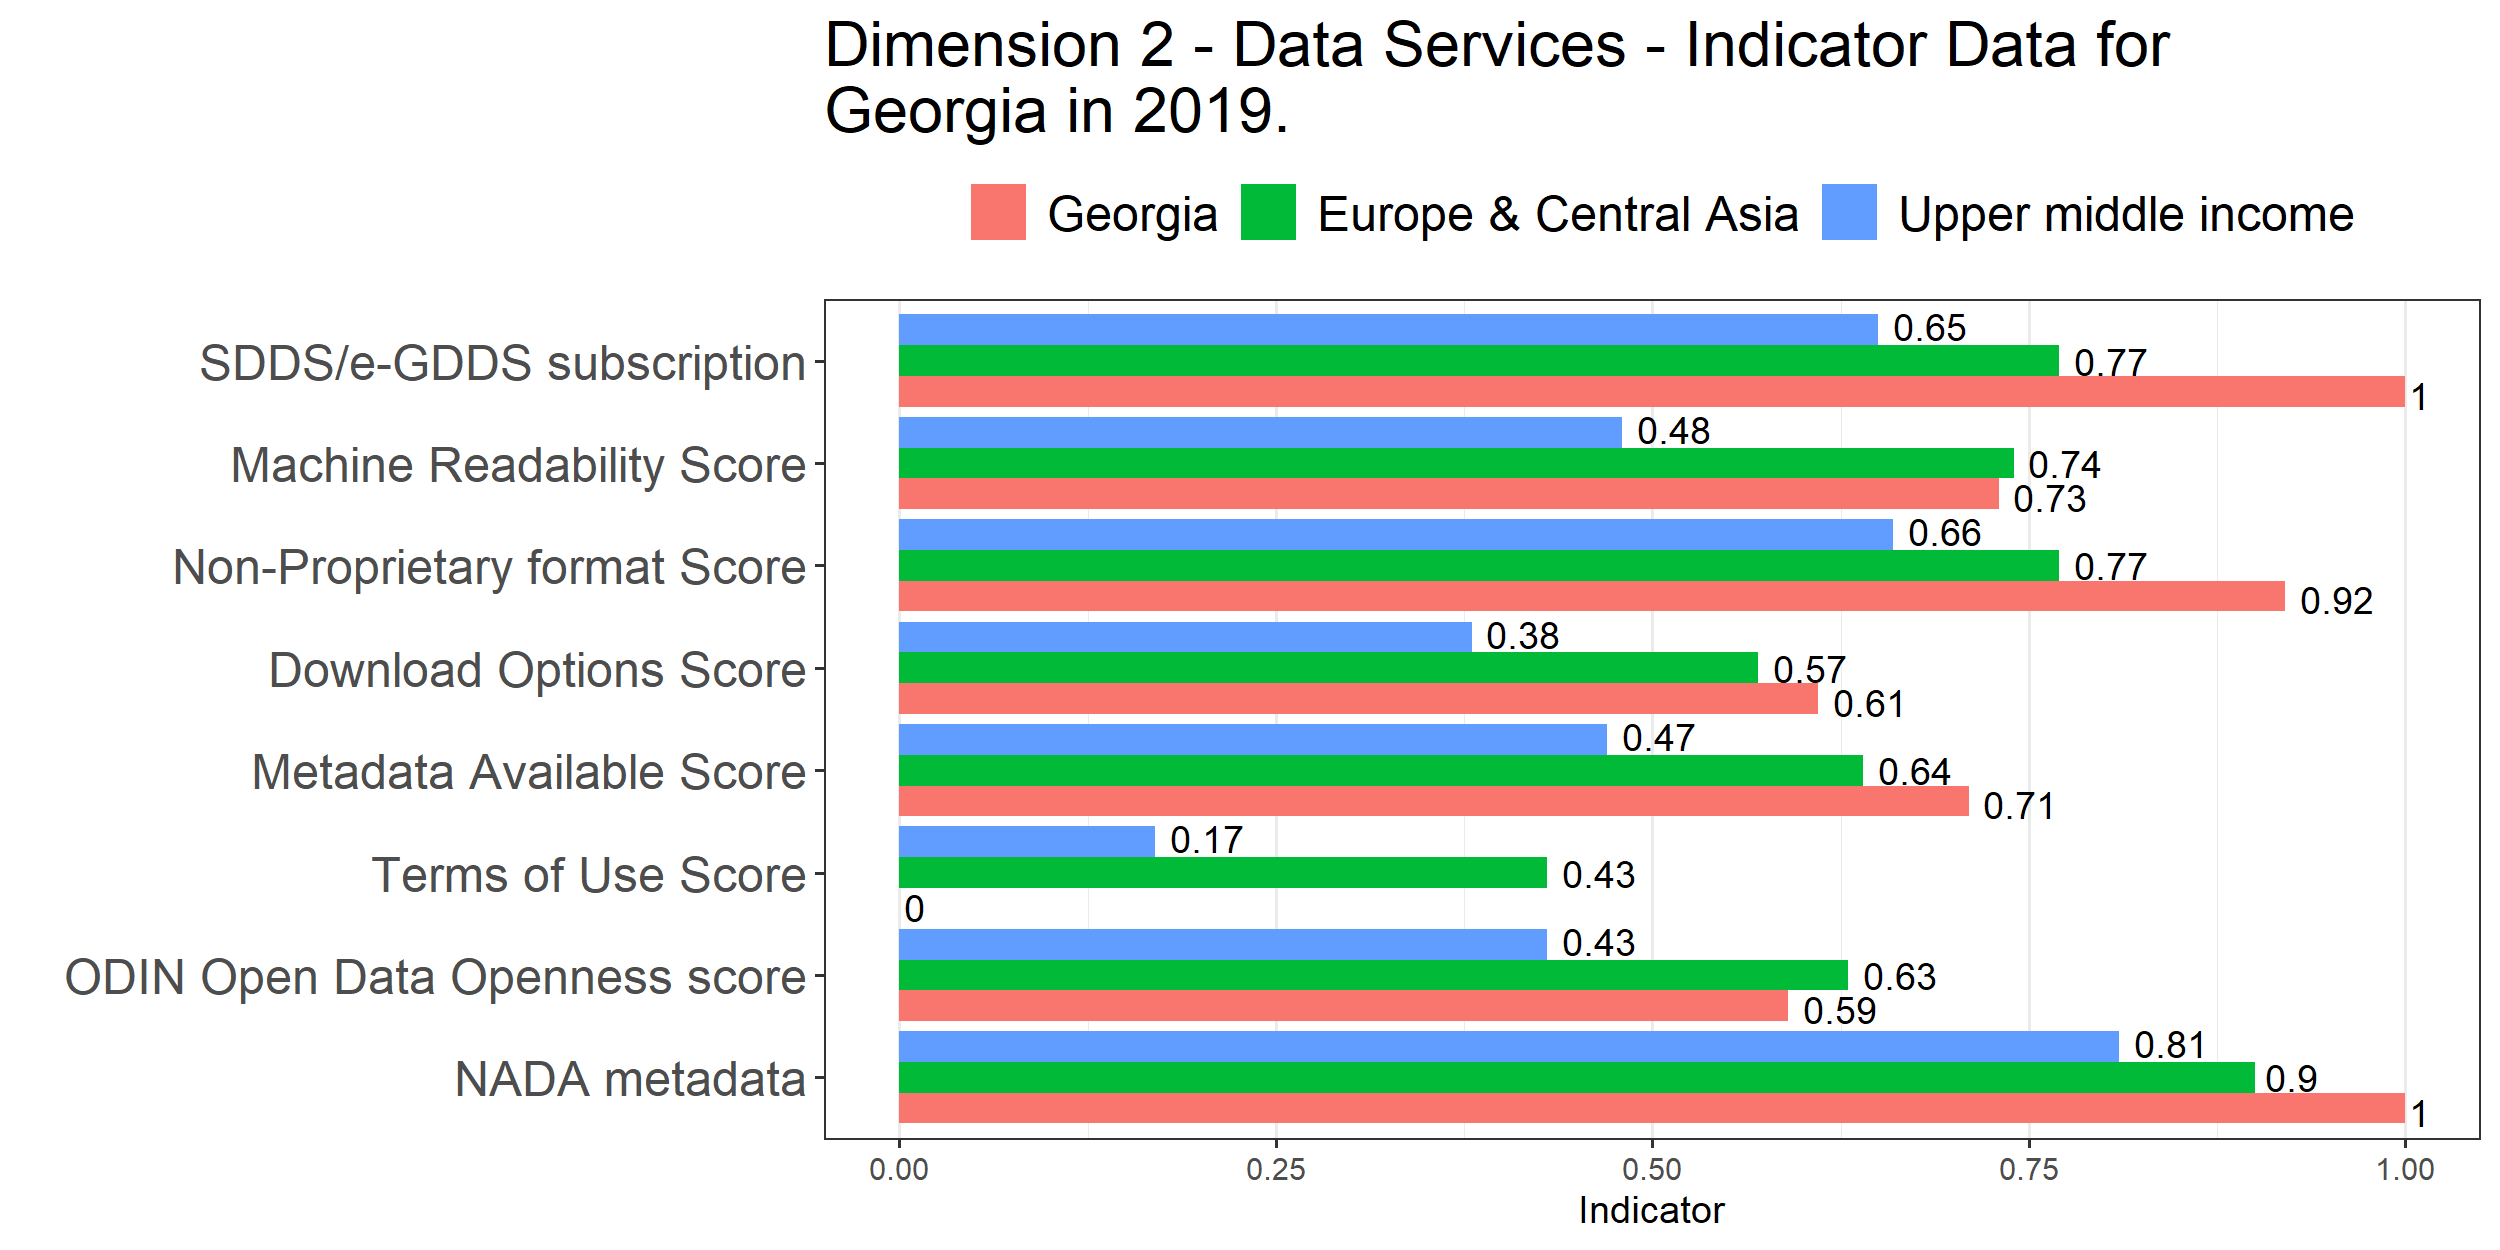 Dimension 2 - Data Services - Indicator Data for
Georgia in 2019.
Georgia Europe & Central Asia Upper middle income
SDDS/e-GDDS subscription 0.65 0.77 1
Machine Readability Score 0.48 0.74 0.73
Non-Proprietary format Score 0.66 0.77 0.92
Download Options Score 0.38 0.57 0.61
Metadata Available Score 0.47 0.64 0.71
Terms of Use Score 0.17 0.43 0
ODIN Open Data Openness score 0.43 0.63 0.59
NADA metadata 0.81 0.9 1
0.00 0.25 0.50 0.75 1.00
Indicator